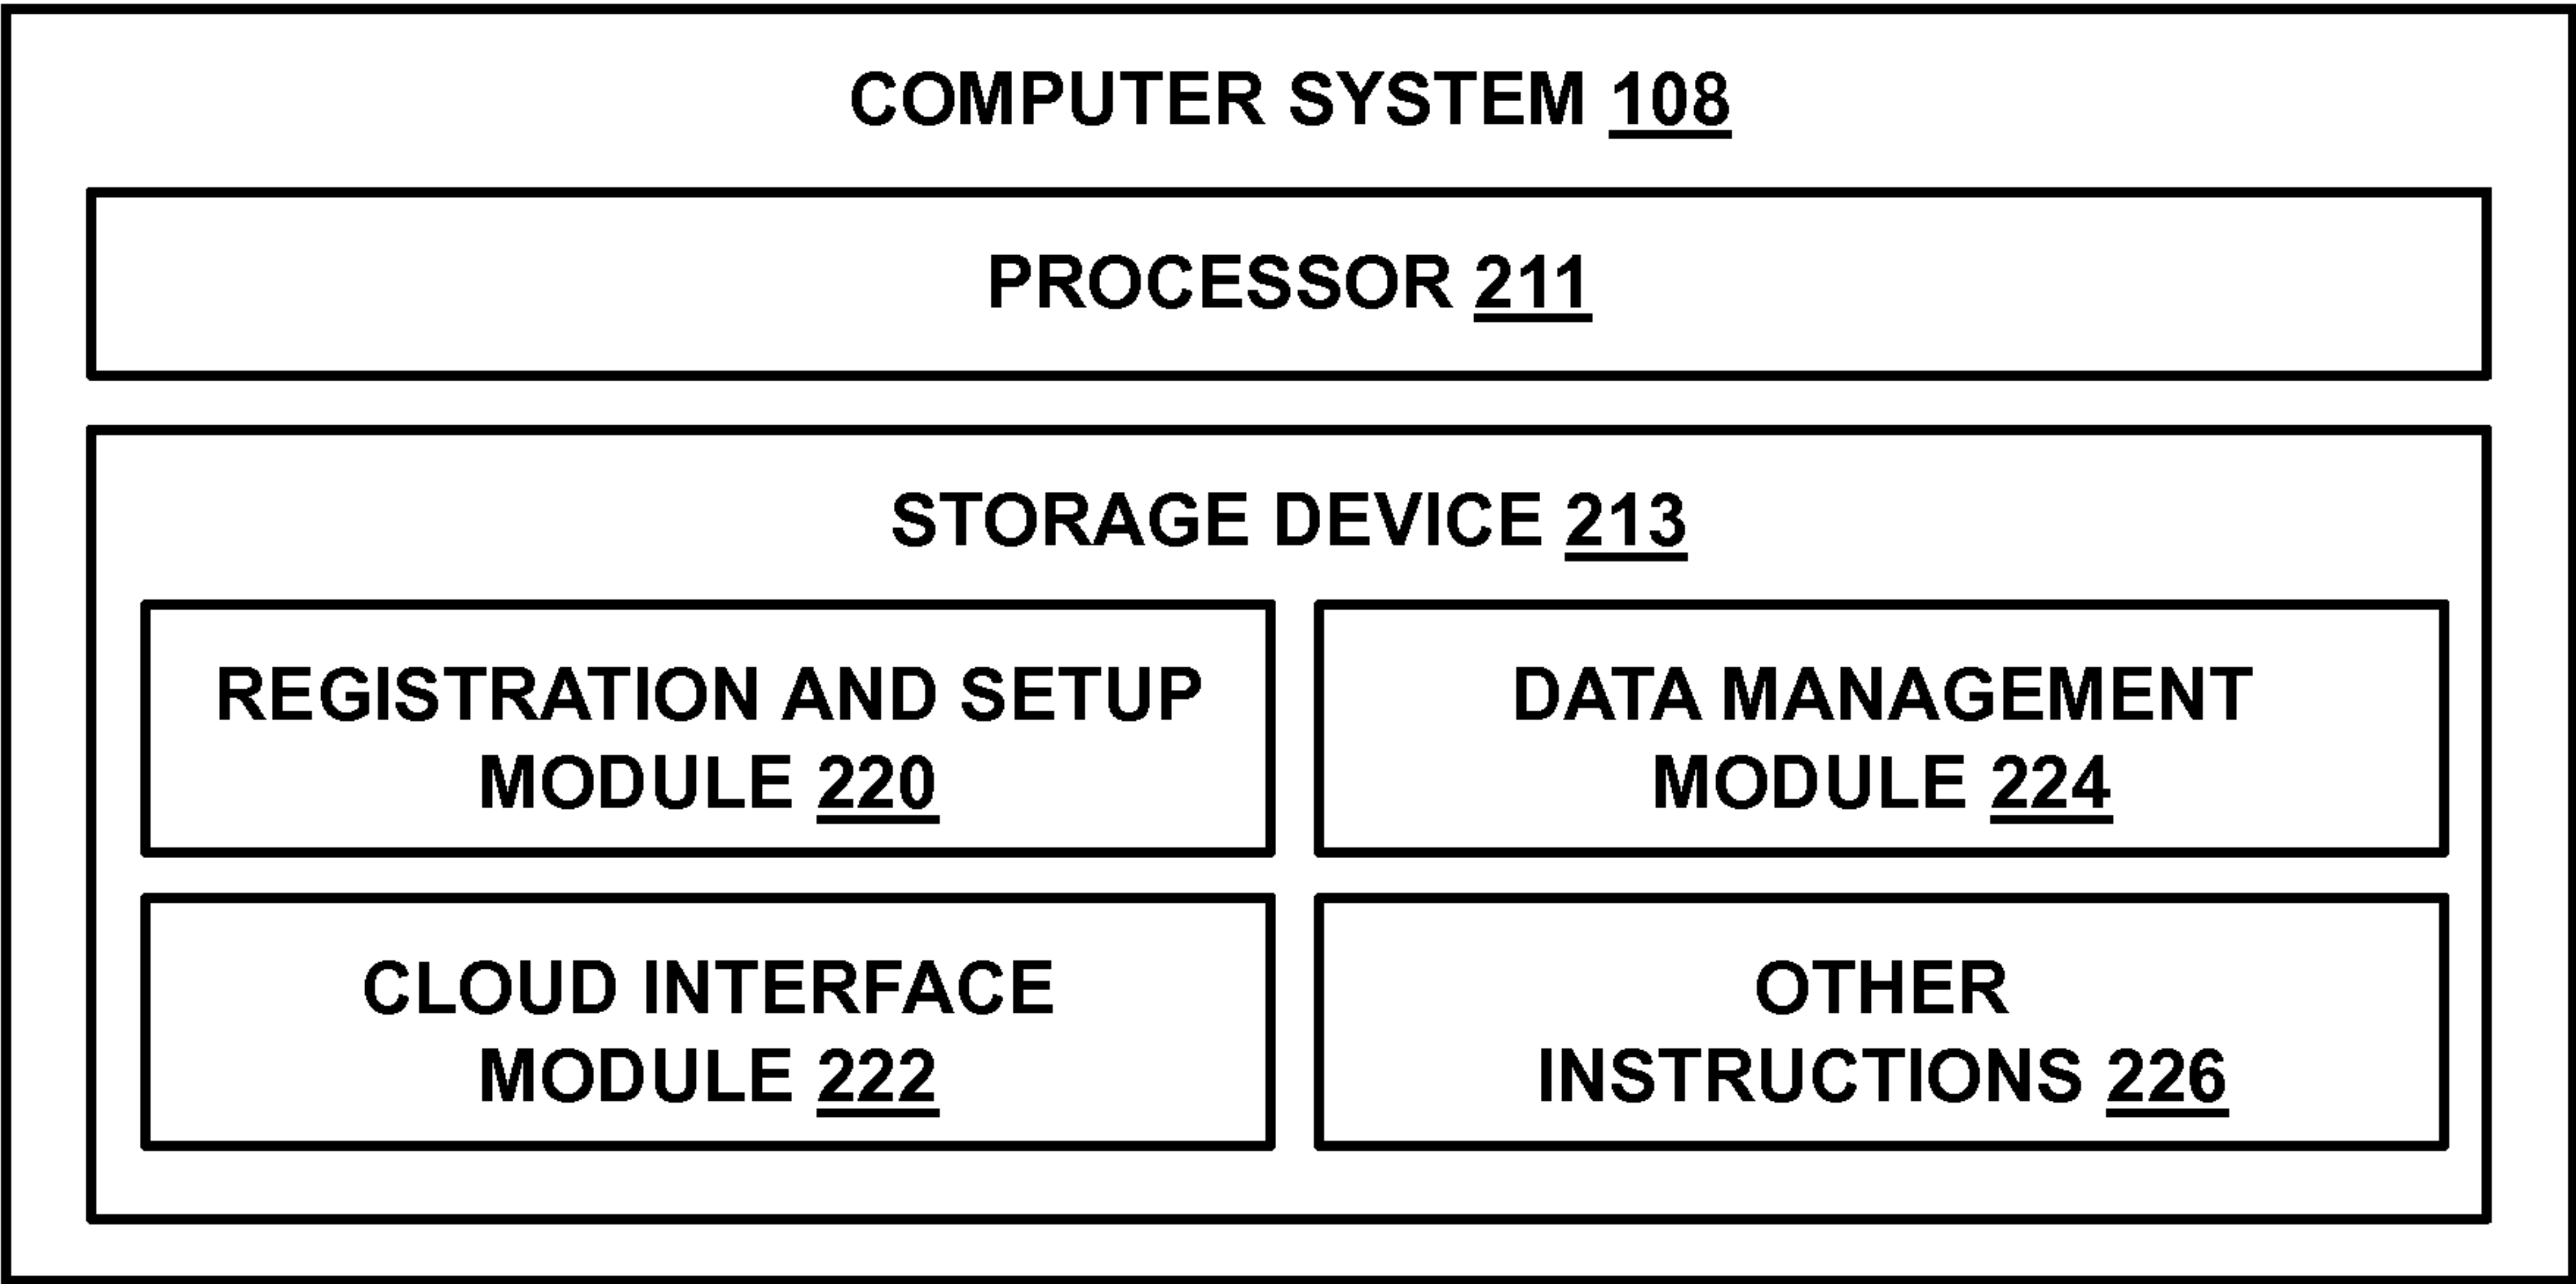 COMPUTER SYSTEM 108
PROCESSOR 211
STORAGE DEVICE 213
REGISTRATION AND SETUP
MODULE 220
DATA MANAGEMENT
MODULE 224
CLOUD INTERFACE
MODULE 222
OTHER
INSTRUCTIONS 226